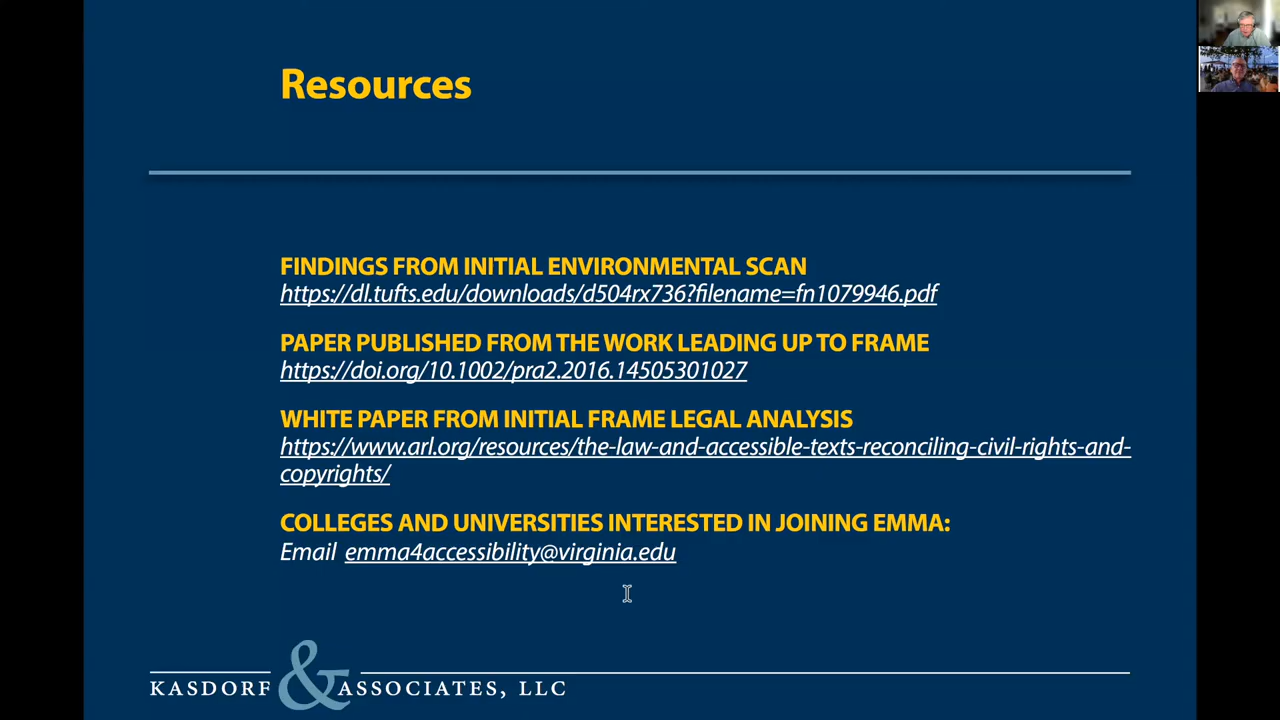 Resources
FINDINGS FROM INITIAL ENVIRONMENTAL SCAN
https://dl.tufts.edu/downloads/d504rx736?filename=fn1079946.pdf
PAPER PUBLISHED FROM THE WORK LEADING UP TO FRAME
https://doi.org/10.1002/pra2.2016.14505301027
WHITE PAPER FROM INITIAL FRAME LEGAL ANALYSIS
https://www.arl.org/resources/the-law-and-accessible-texts-reconciling-civil-rights-and-
copyrights/
COLLEGES AND UNIVERSITIES INTERESTED IN JOINING EMMA:
Email emma4accessibility@virginia.edu
KASDORF & ASSOCIATES, LLC